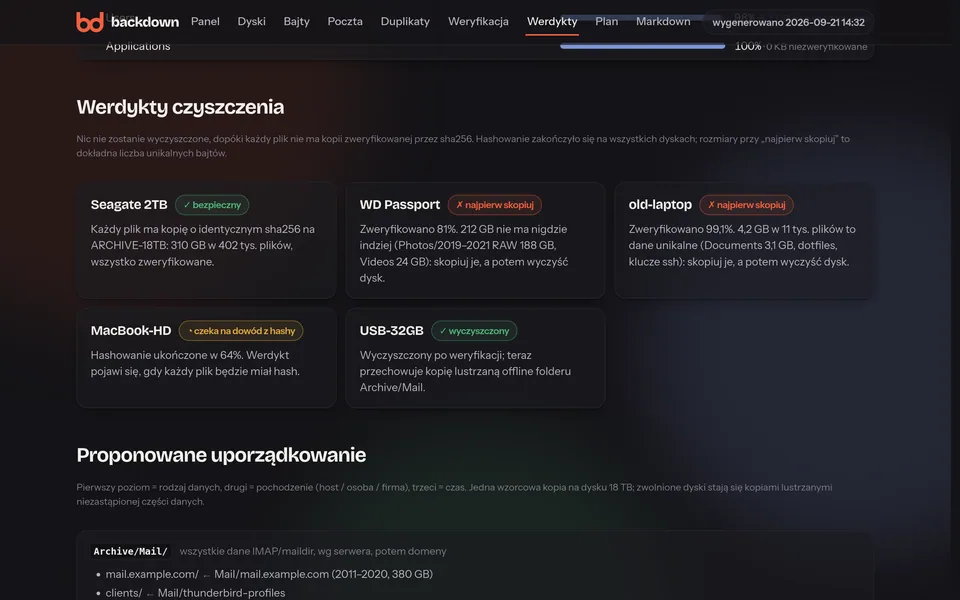 bd backdown Panel Dyski Bajty Poczta Duplikaty Weryfikacja Werdykty Plan Markdown wygenerowano 2026-09-21 14:32
Applications 100% · 0 KB niezweryfikowane
Werdykty czyszczenia
Nic nie zostanie wyczyszczone, dopóki każdy plik nie ma kopii zweryfikowanej przez sha256. Hashowanie zakończyło się na wszystkich dyskach; rozmiary przy „najpierw skopiuj” to
dokładna liczba unikalnych bajtów.
Seagate 2TB ✓ bezpieczny
Każdy plik ma kopię o identycznym sha256 na
ARCHIVE-18TB: 310 GB w 402 tys. plików,
wszystko zweryfikowane.
WD Passport ✗ najpierw skopiuj
Zweryfikowano 81%. 212 GB nie ma nigdzie
indziej (Photos/2019–2021 RAW 188 GB,
Videos 24 GB): skopiuj je, a potem wyczyść
dysk.
old-laptop ✗ najpierw skopiuj
Zweryfikowano 99,1%. 4,2 GB w 11 tys. plików to
dane unikalne (Documents 3,1 GB, dotfiles,
klucze ssh): skopiuj je, a potem wyczyść dysk.
MacBook-HD • czeka na dowód z hashy
Hashowanie ukończone w 64%. Werdykt
pojawi się, gdy każdy plik będzie miał hash.
USB-32GB ✓ wyczyszczony
Wyczyszczony po weryfikacji; teraz
przechowuje kopię lustrzaną offline folderu
Archive/Mail.
Proponowane uporządkowanie
Pierwszy poziom = rodzaj danych, drugi = pochodzenie (host / osoba / firma), trzeci = czas. Jedna wzorcowa kopia na dysku 18 TB; zwolnione dyski stają się kopiami lustrzanymi
niezastąpionej części danych.
Archive/Mail/ wszystkie dane IMAP/maildir, wg serwera, potem domeny
• mail.example.com/ ← Mail/mail.example.com (2011–2020, 380 GB)
• clients/ ← Mail/thunderbird-profiles